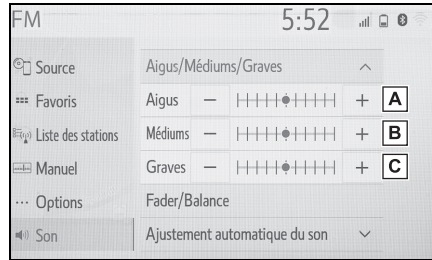 FM 5:52
Source
Favoris
Liste des stations
Manuel
Options
Son
Aigus/Médiums/Graves
Aigus − + A
Médiums − + B
Graves − + C
Fader/Balance
Ajustement automatique du son